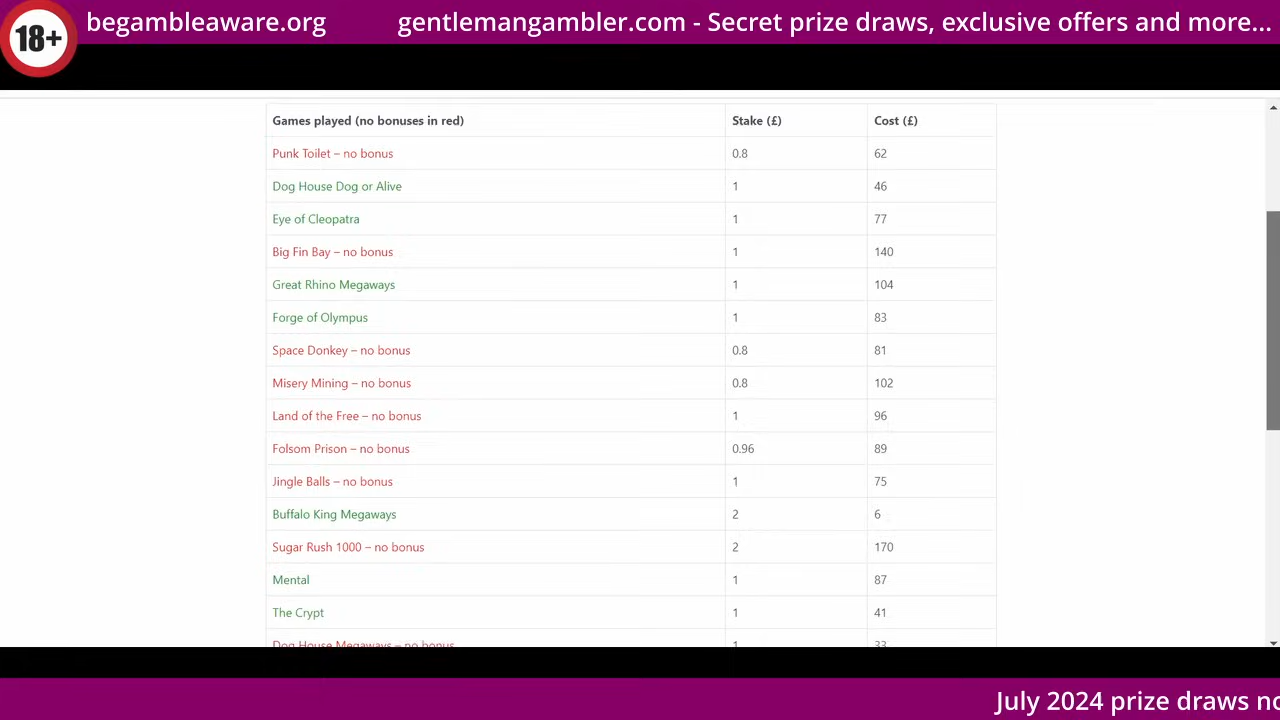 18+
begambleaware.org gentlemangambler.com - Secret prize draws, exclusive offers and more...
Games played (no bonuses in red) Stake (£) Cost (£)
Punk Toilet – no bonus 0.8 62
Dog House Dog or Alive 1 46
Eye of Cleopatra 1 77
Big Fin Bay – no bonus 1 140
Great Rhino Megaways 1 104
Forge of Olympus 1 83
Space Donkey – no bonus 0.8 81
Misery Mining – no bonus 0.8 102
Land of the Free – no bonus 1 96
Folsom Prison – no bonus 0.96 89
Jingle Balls – no bonus 1 75
Buffalo King Megaways 2 6
Sugar Rush 1000 – no bonus 2 170
Mental 1 87
The Crypt 1 41
Dog House Megaways – no bonus 1 33
July 2024 prize draws